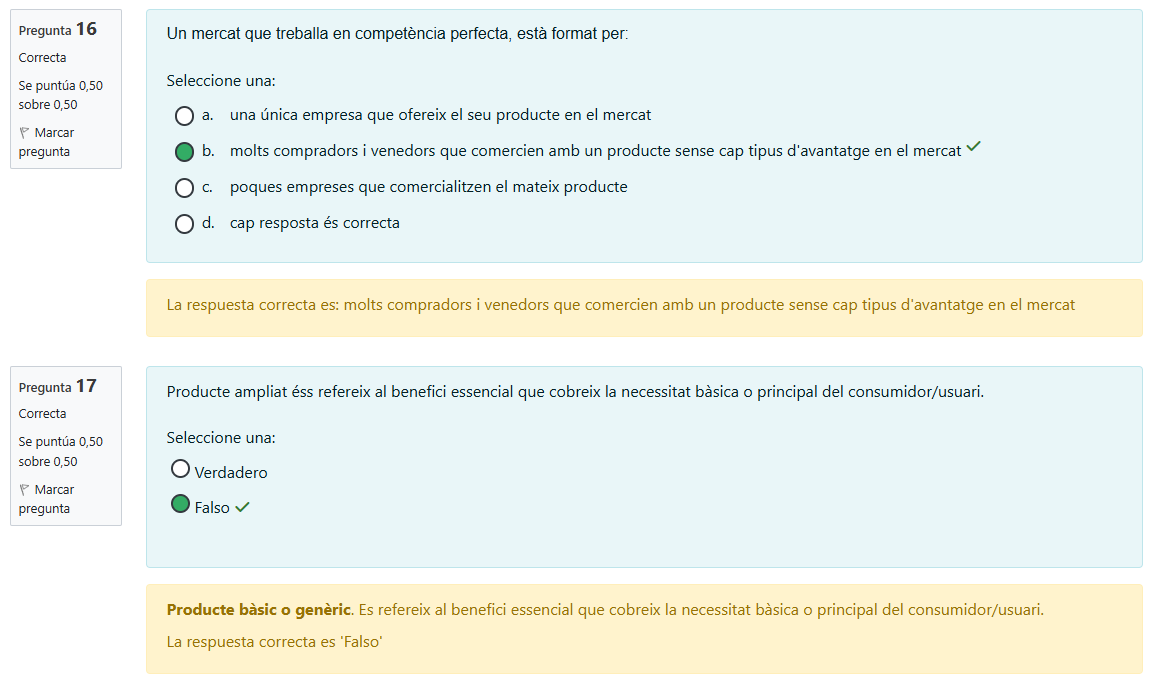 Pregunta 16
Correcta
Se puntúa 0,50
sobre 0,50
Marcar
pregunta
Un mercat que treballa en competència perfecta, està format per:
Seleccione una:
a. una única empresa que ofereix el seu producte en el mercat
b. molts compradors i venedors que comercien amb un producte sense cap tipus d'avantatge en el mercat
c. poques empreses que comercialitzen el mateix producte
d. cap resposta és correcta
La respuesta correcta es: molts compradors i venedors que comercien amb un producte sense cap tipus d'avantatge en el mercat
Pregunta 17
Correcta
Se puntúa 0,50
sobre 0,50
Marcar
pregunta
Producte ampliat éss refereix al benefici essencial que cobreix la necessitat bàsica o principal del consumidor/usuari.
Seleccione una:
Verdadero
Falso
Producte bàsic o genèric. Es refereix al benefici essencial que cobreix la necessitat bàsica o principal del consumidor/usuari.
La respuesta correcta es 'Falso'